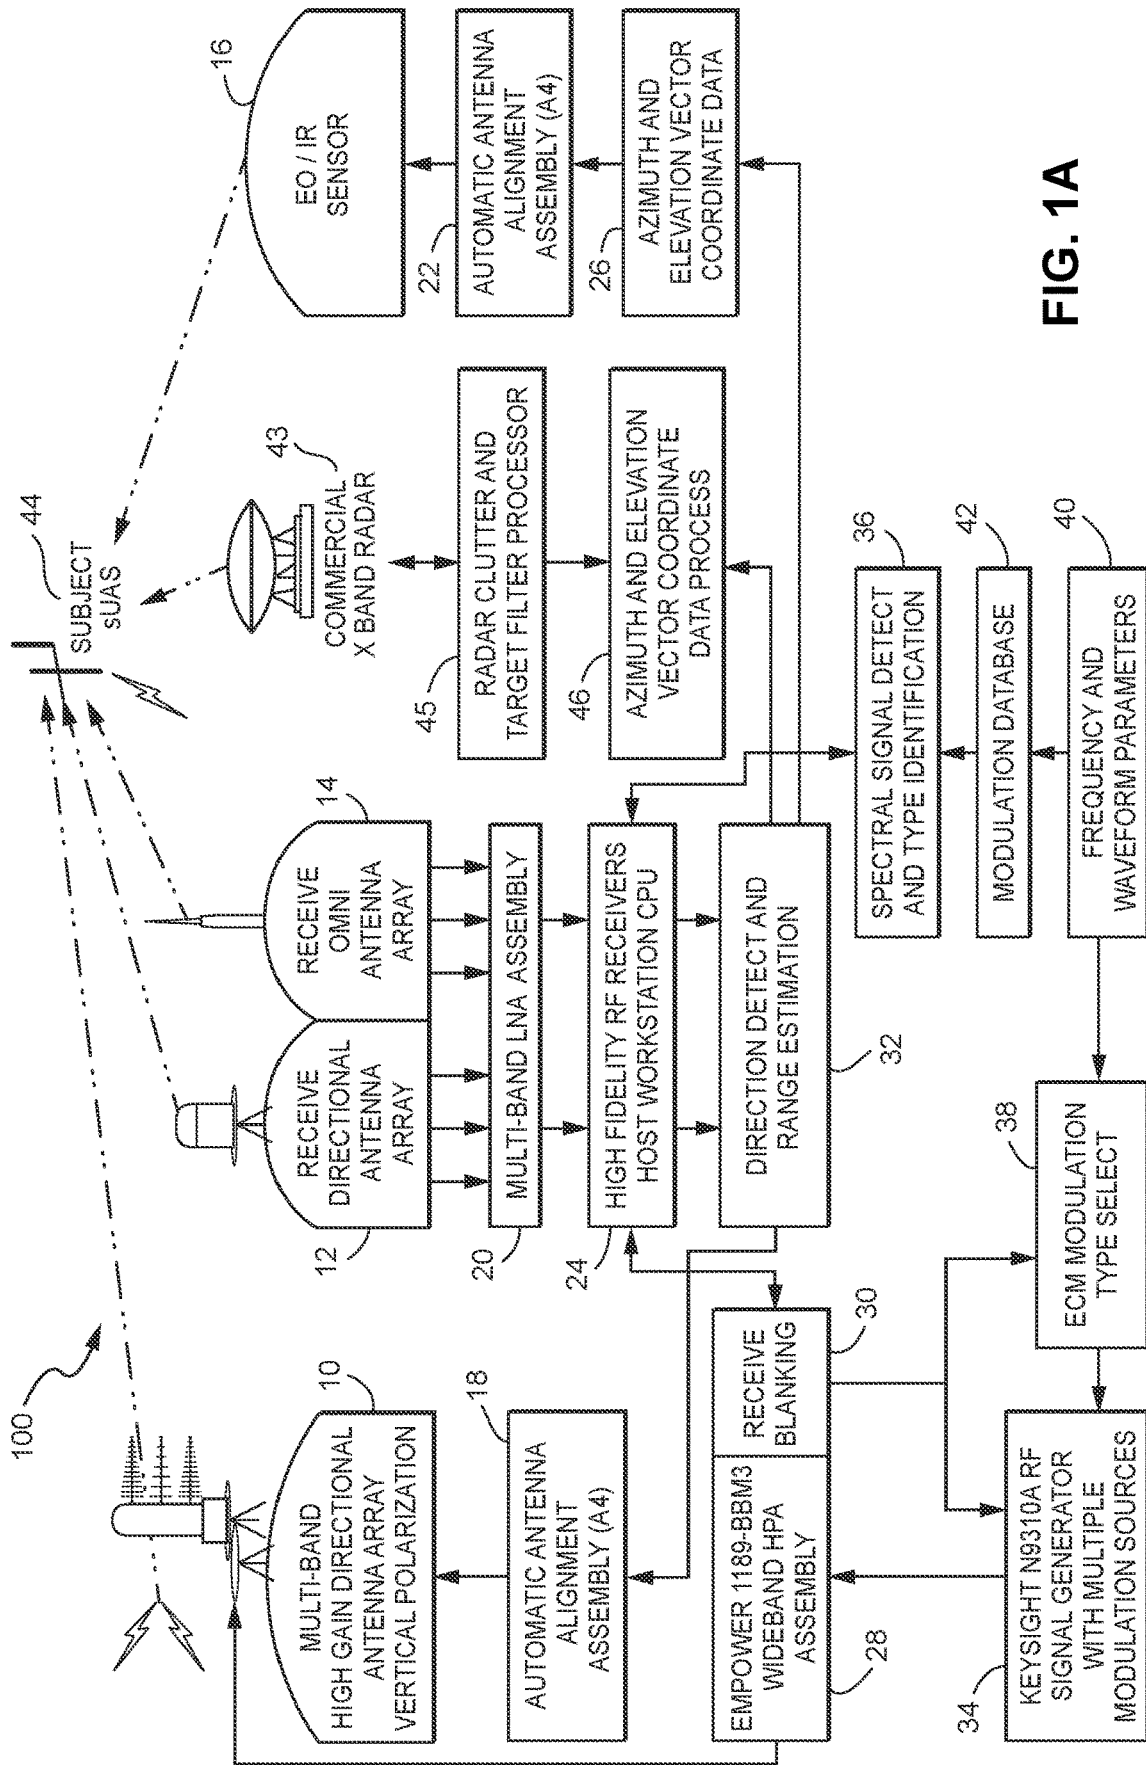 100
44
SUBJECT
sUAS
10
MULTI-BAND
HIGH GAIN DIRECTIONAL
ANTENNA ARRAY
VERTICAL POLARIZATION
12
RECEIVE
DIRECTIONAL
ANTENNA
ARRAY
14
RECEIVE
OMNI
ANTENNA
ARRAY
43
COMMERCIAL
X BAND RADAR
16
EO / IR
SENSOR
18
AUTOMATIC ANTENNA
ALIGNMENT
ASSEMBLY (A4)
20
MULTI-BAND LNA ASSEMBLY
45
RADAR CLUTTER AND
TARGET FILTER PROCESSOR
22
AUTOMATIC ANTENNA
ALIGNMENT
ASSEMBLY (A4)
24
HIGH FIDELITY RF RECEIVERS
HOST WORKSTATION CPU
46
AZIMUTH AND ELEVATION
VECTOR COORDINATE
DATA PROCESS
26
AZIMUTH AND
ELEVATION VECTOR
COORDINATE DATA
28
EMPOWER 1189-BBM3
WIDEBAND HPA
ASSEMBLY
30
RECEIVE
BLANKING
32
DIRECTION DETECT AND
RANGE ESTIMATION
36
SPECTRAL SIGNAL DETECT
AND TYPE IDENTIFICATION
42
MODULATION DATABASE
34
KEYSIGHT N9310A RF
SIGNAL GENERATOR
WITH MULTIPLE
MODULATION SOURCES
38
ECM MODULATION
TYPE SELECT
40
FREQUENCY AND
WAVEFORM PARAMETERS
FIG. 1A